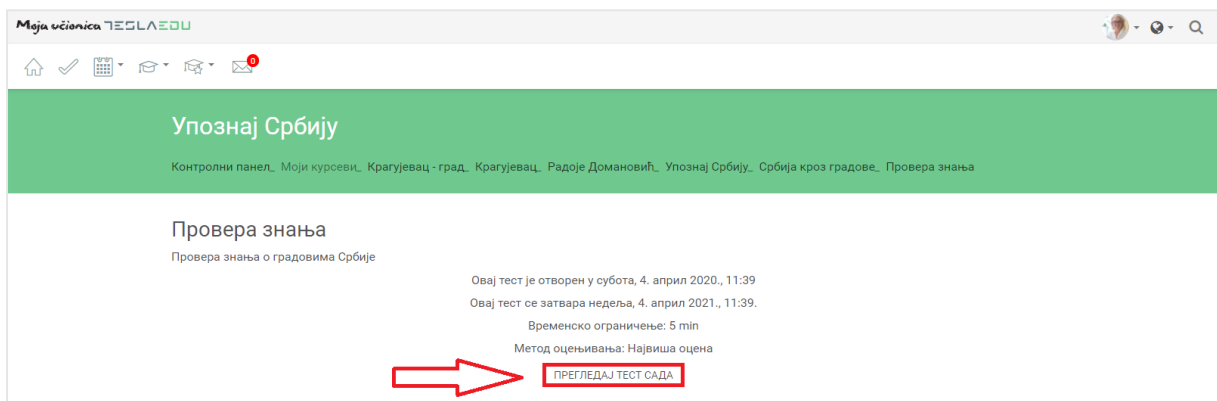 Moja učionica TESLAEDU
0
Упознај Србију
Контролни панел_ Моји курсеви_ Крагујевац - град_ Крагујевац_ Радоје Домановић_ Упознај Србију_ Србија кроз градове_ Провера знања
Провера знања
Провера знања о градовима Србије
Овај тест је отворен у субота, 4. април 2020., 11:39
Овај тест се затвара недеља, 4. април 2021., 11:39.
Временско ограничење: 5 min
Метод оцењивања: Највиша оцена
ПРЕГЛЕДАЈ ТЕСТ САДА